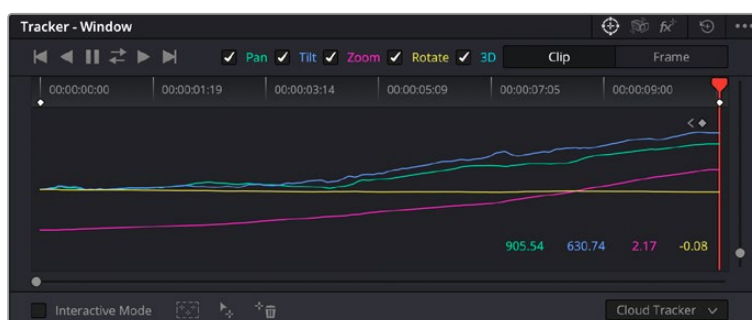 Tracker - Window
fx
Pan Tilt Zoom Rotate 3D Clip Frame
00:00:00:00 00:00:01:19 00:00:03:14 00:00:05:09 00:00:07:05 00:00:09:00
905.54 630.74 2.17 -0.08
Interactive Mode Cloud Tracker